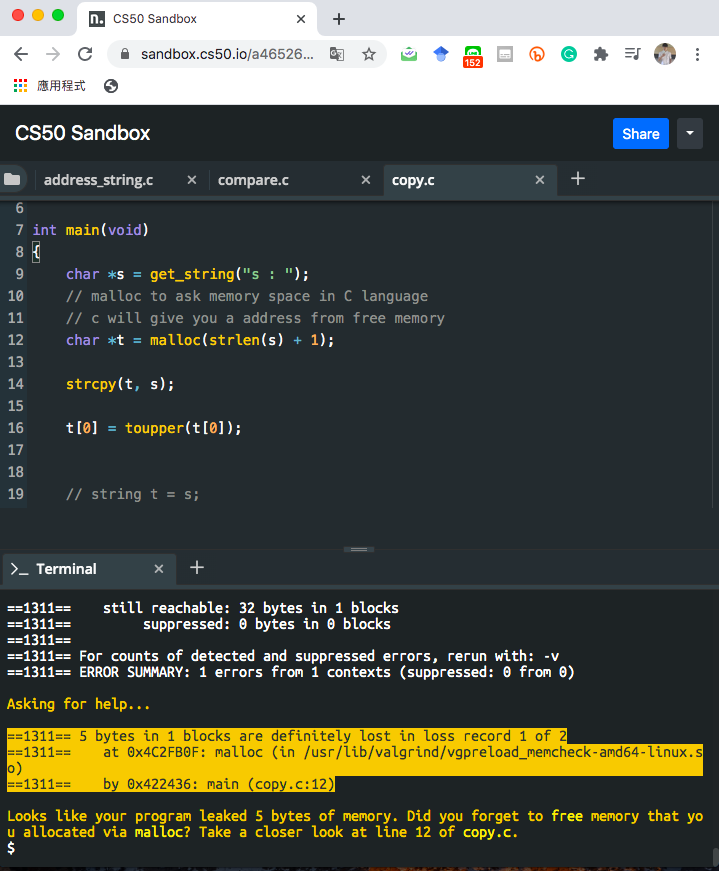 n. CS50 Sandbox
sandbox.cs50.io/a46526...
152
應用程式
CS50 Sandbox
Share
address_string.c
compare.c
copy.c
6
7 int main(void)
8 {
9 char *s = get_string("s : ");
10 // malloc to ask memory space in C language
11 // c will give you a address from free memory
12 char *t = malloc(strlen(s) + 1);
13
14 strcpy(t, s);
15
16 t[0] = toupper(t[0]);
17
18
19 // string t = s;
>_ Terminal
==1311== still reachable: 32 bytes in 1 blocks
==1311== suppressed: 0 bytes in 0 blocks
==1311==
==1311== For counts of detected and suppressed errors, rerun with: -v
==1311== ERROR SUMMARY: 1 errors from 1 contexts (suppressed: 0 from 0)
Asking for help...
==1311== 5 bytes in 1 blocks are definitely lost in loss record 1 of 2
==1311== at 0x4C2FB0F: malloc (in /usr/lib/valgrind/vgpreload_memcheck-amd64-linux.s
o)
==1311== by 0x422436: main (copy.c:12)
Looks like your program leaked 5 bytes of memory. Did you forget to free memory that yo
u allocated via malloc? Take a closer look at line 12 of copy.c.
$